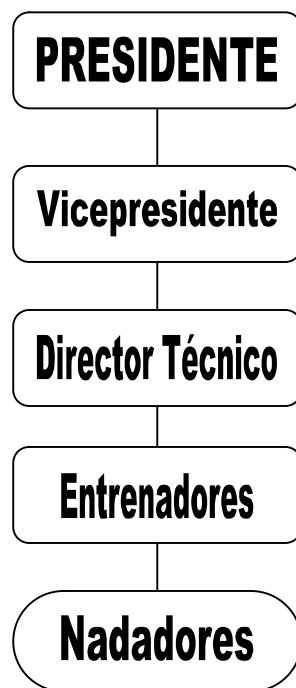 PRESIDENTE
Vicepresidente
Director Técnico
Entrenadores
Nadadores